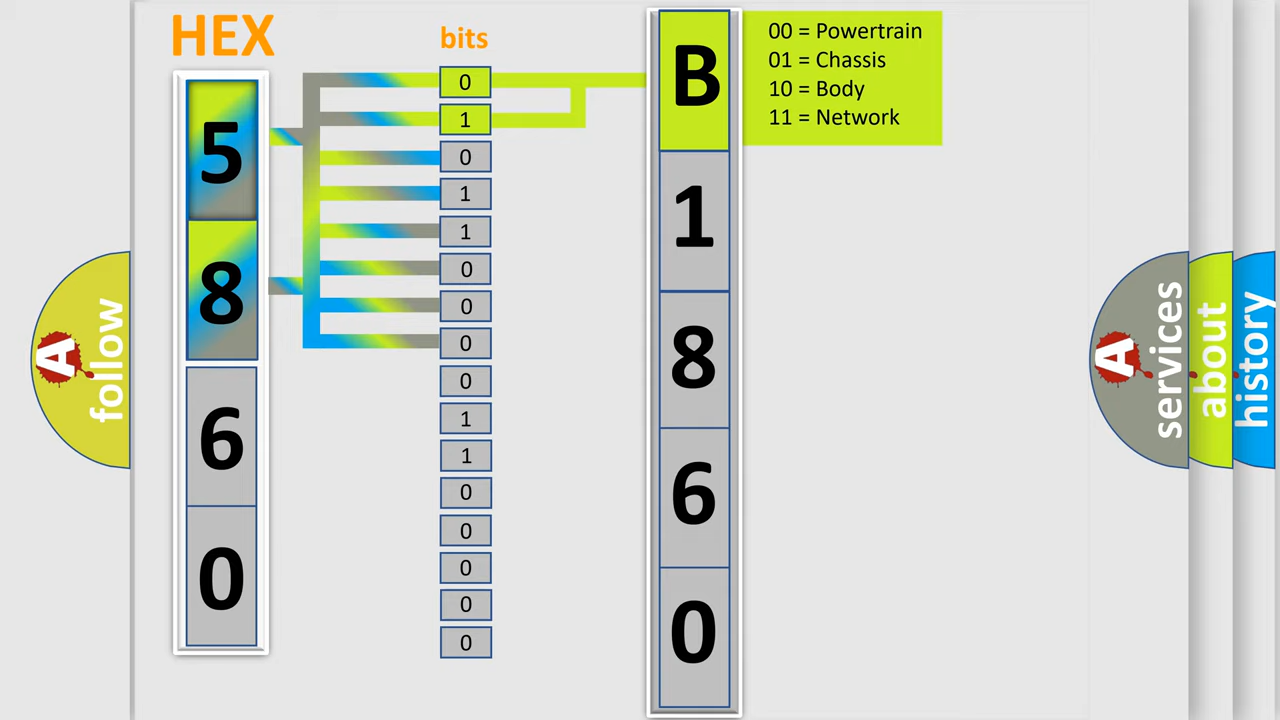 HEX
bits
5
8
6
0
0
1
0
1
1
0
0
0
0
1
1
0
0
0
0
0
B
1
8
6
0
00 = Powertrain
01 = Chassis
10 = Body
11 = Network
A
follow
A
services
about
history